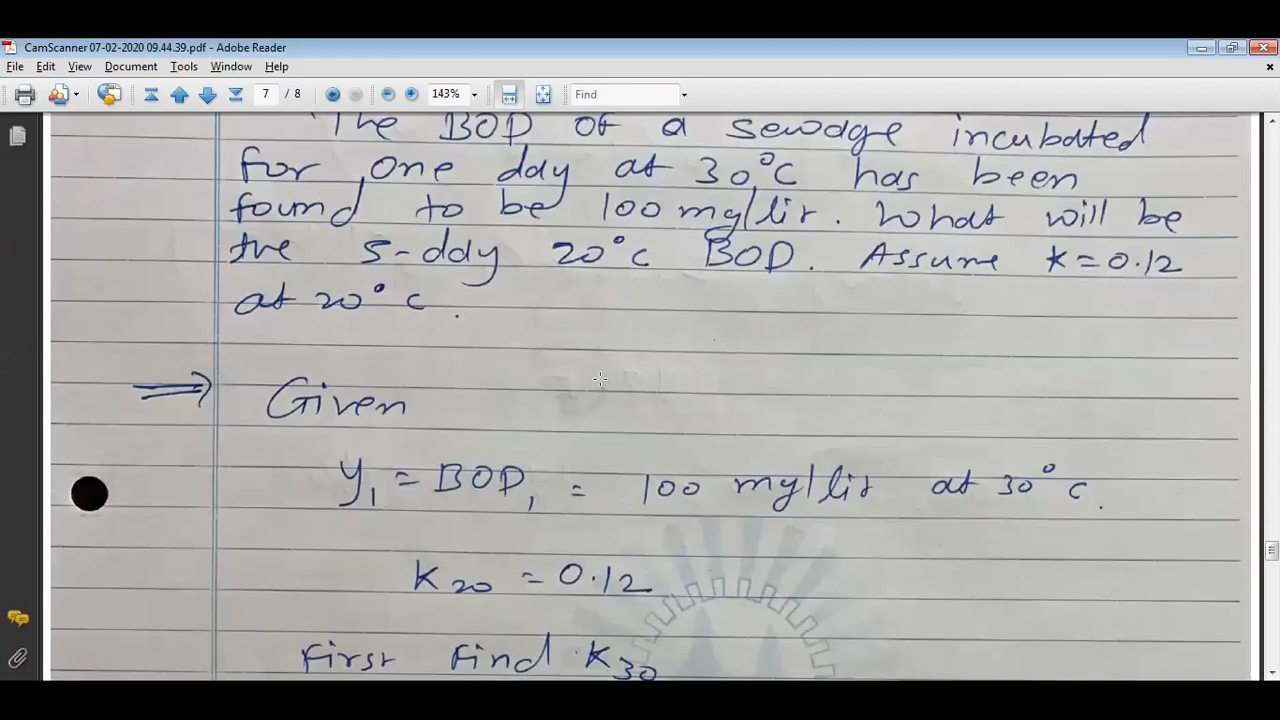 CamScanner 07-02-2020 09.44.39.pdf - Adobe Reader
File Edit View Document Tools Window Help
7 / 8 143% Find
The BOD of a sewdge incubated
for one ddy at 30°C has been
found to be 100 mg/lit. What will be
the 5-ddy 20°c BOD. Assume K=0.12
at 20°c.
Given
y1 = BOD1 = 100 mg/lit at 30°c.
K20 = 0.12
First find K30